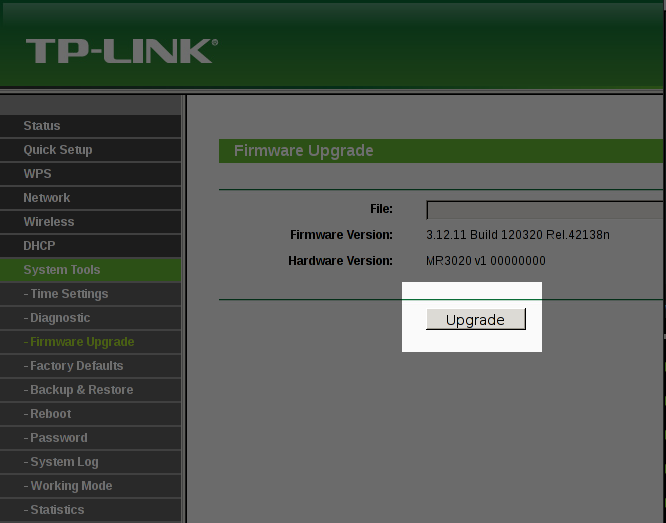 TP-LINK®
Status
Quick Setup
WPS
Network
Wireless
DHCP
System Tools
- Time Settings
- Diagnostic
- Firmware Upgrade
- Factory Defaults
- Backup & Restore
- Reboot
- Password
- System Log
- Working Mode
- Statistics
Firmware Upgrade
File:
Firmware Version: 3.12.11 Build 120320 Rel.42138n
Hardware Version: MR3020 v1 00000000
Upgrade